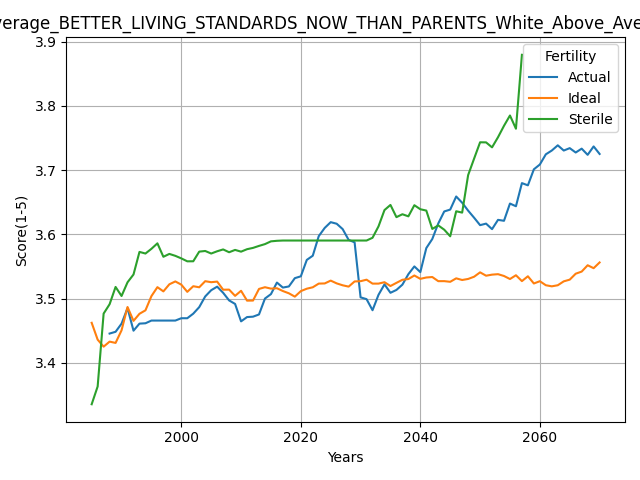 verage_BETTER_LIVING_STANDARDS_NOW_THAN_PARENTS_White_Above_Ave
3.9
3.8
3.7
3.6
3.5
3.4
Score(1-5)
Fertility
Actual
Ideal
Sterile
2000
2020
2040
2060
Years